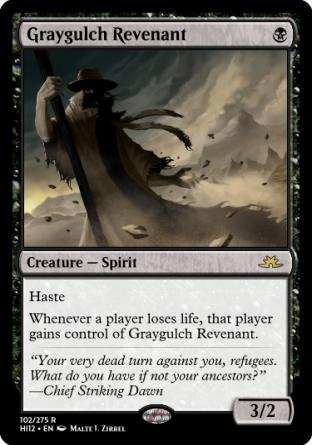 Graygulch Revenant
Creature — Spirit
Haste
Whenever a player loses life, that player
gains control of Graygulch Revenant.
"Your very dead turn against you, refugees.
What do you have if not your ancestors?"
—Chief Striking Dawn
3/2
102/275 R
HI12 • EN Malte J. Zirbel